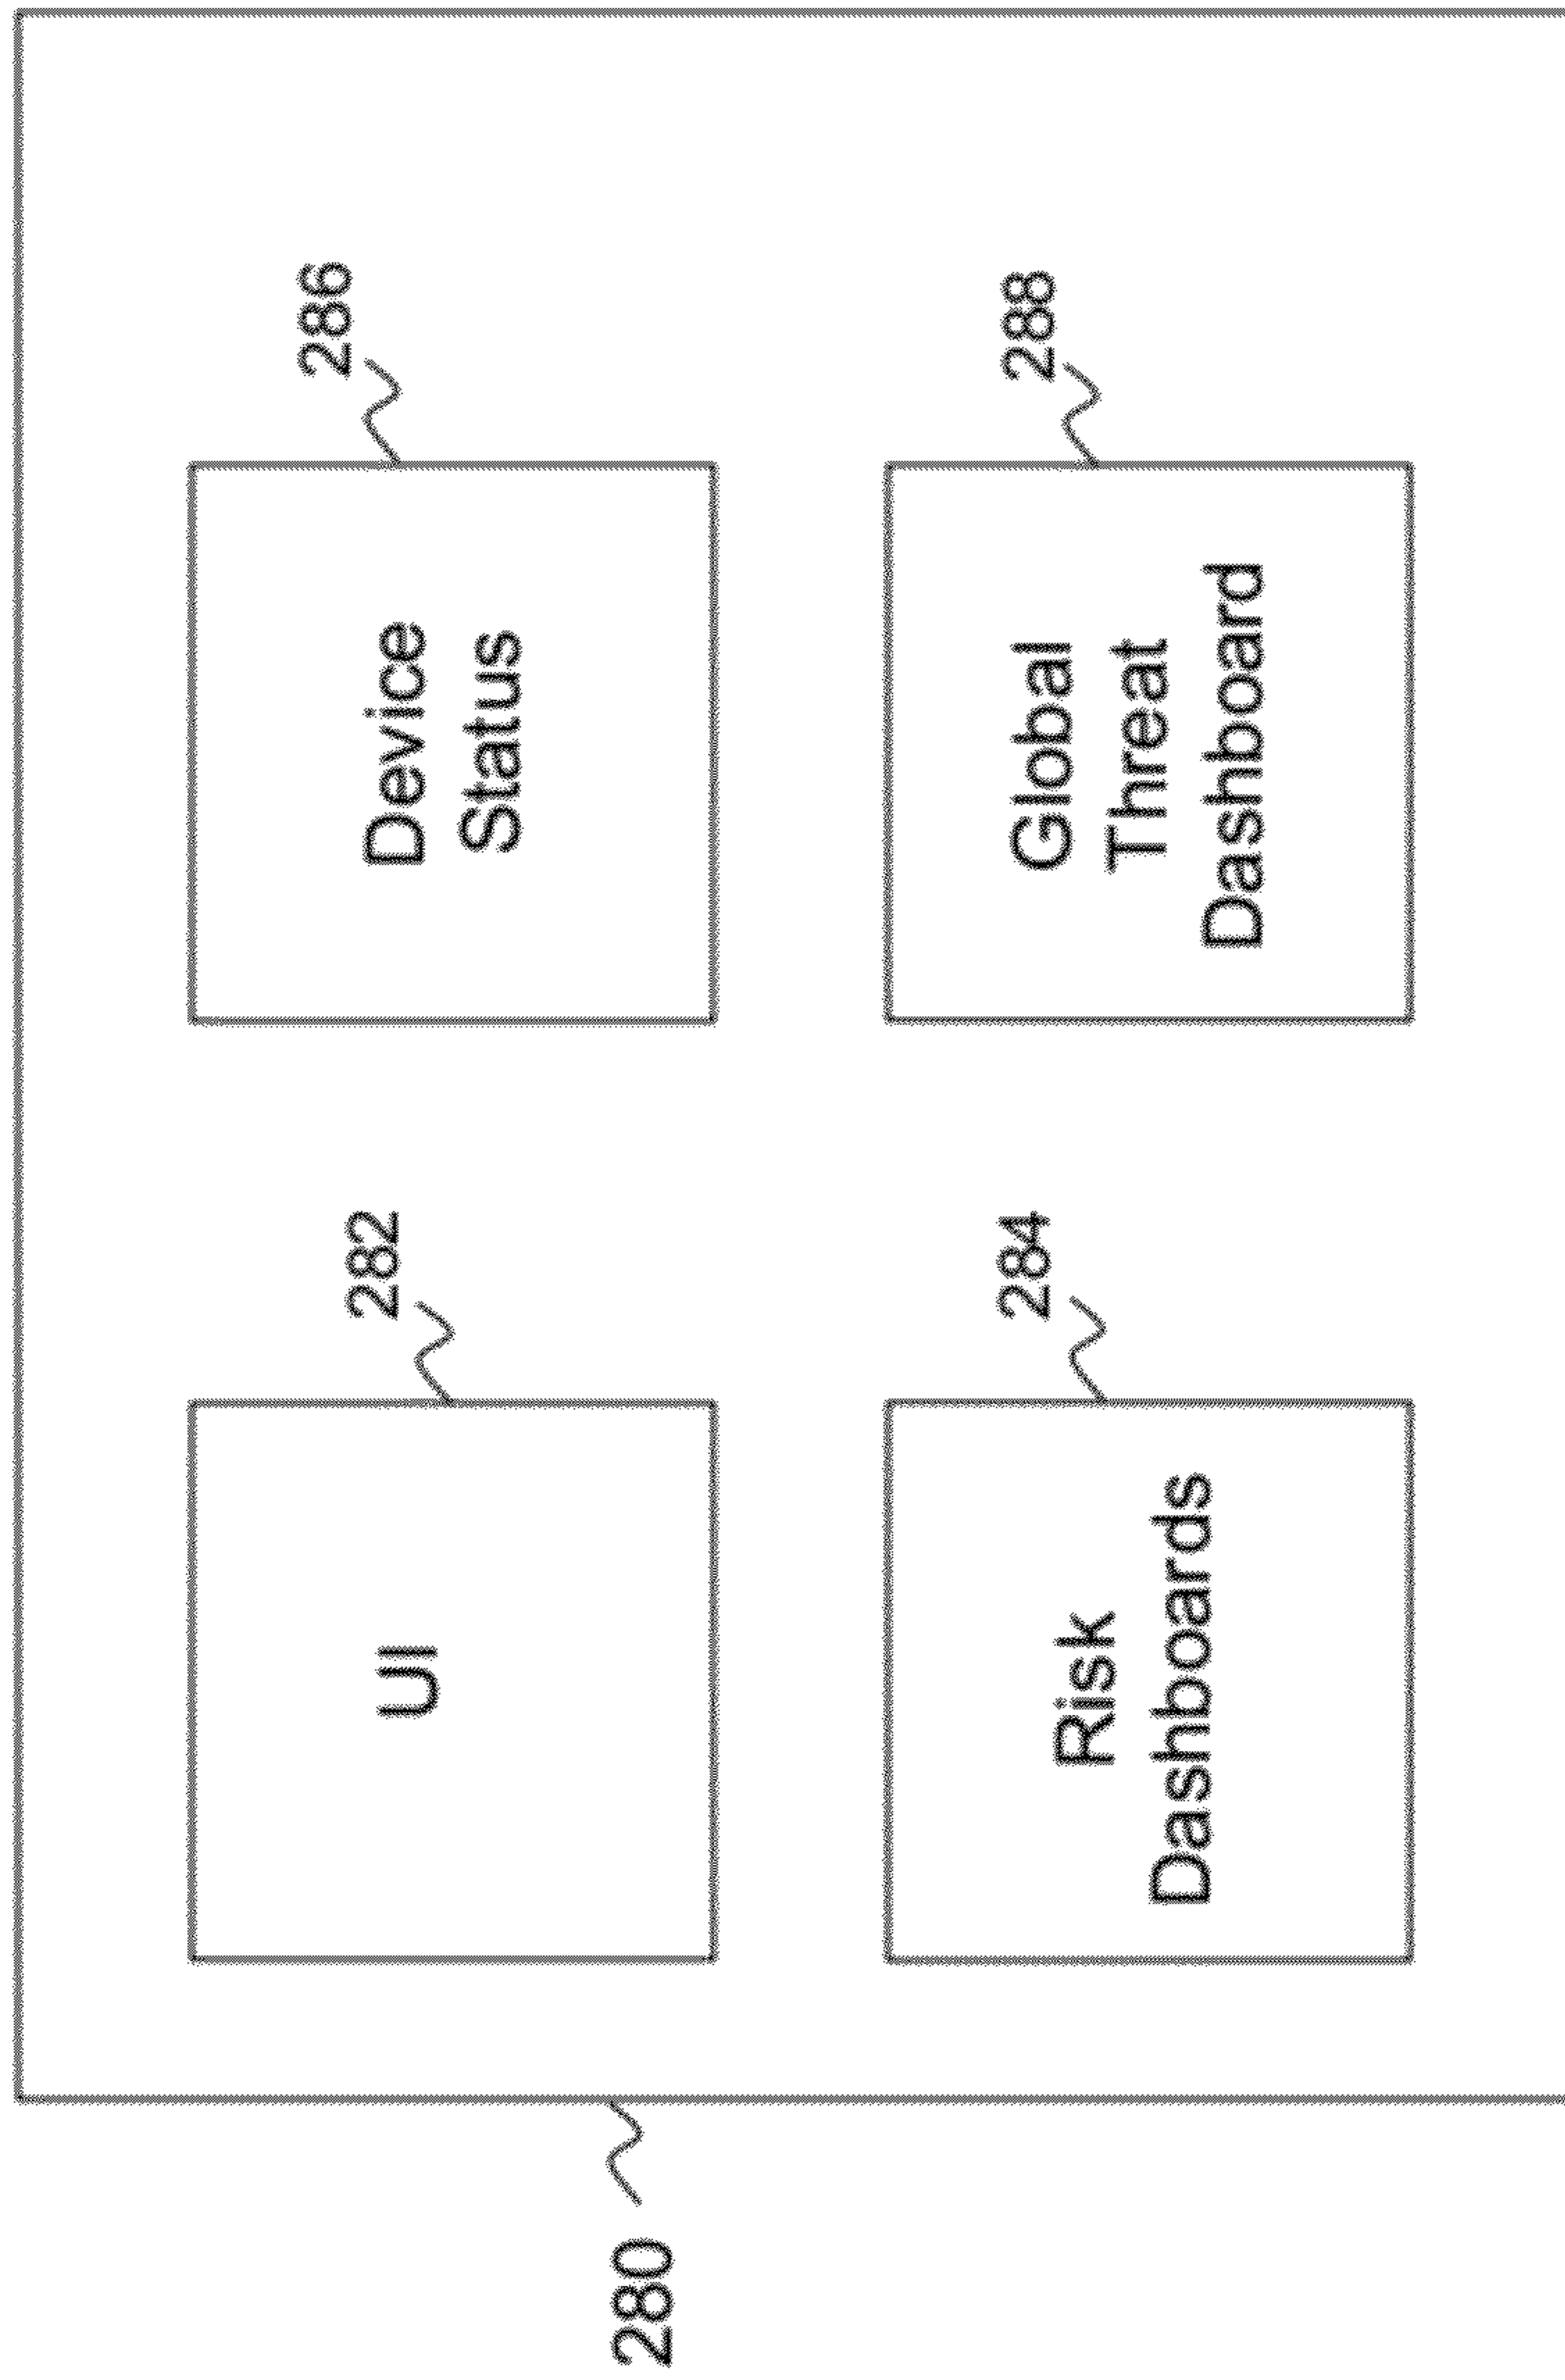 280
UI
282
Device
Status
286
Risk
Dashboards
284
Global
Threat
Dashboard
288